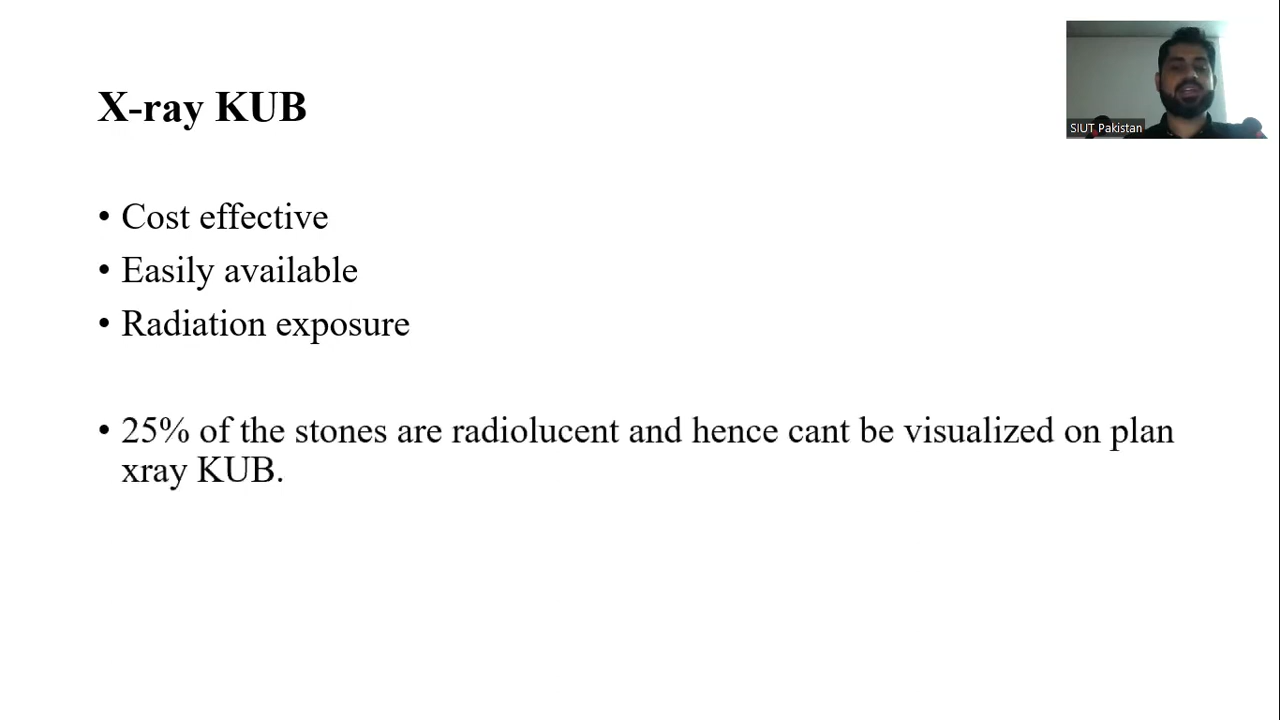 X-ray KUB
SIUT Pakistan
• Cost effective
• Easily available
• Radiation exposure
• 25% of the stones are radiolucent and hence cant be visualized on plan
xray KUB.